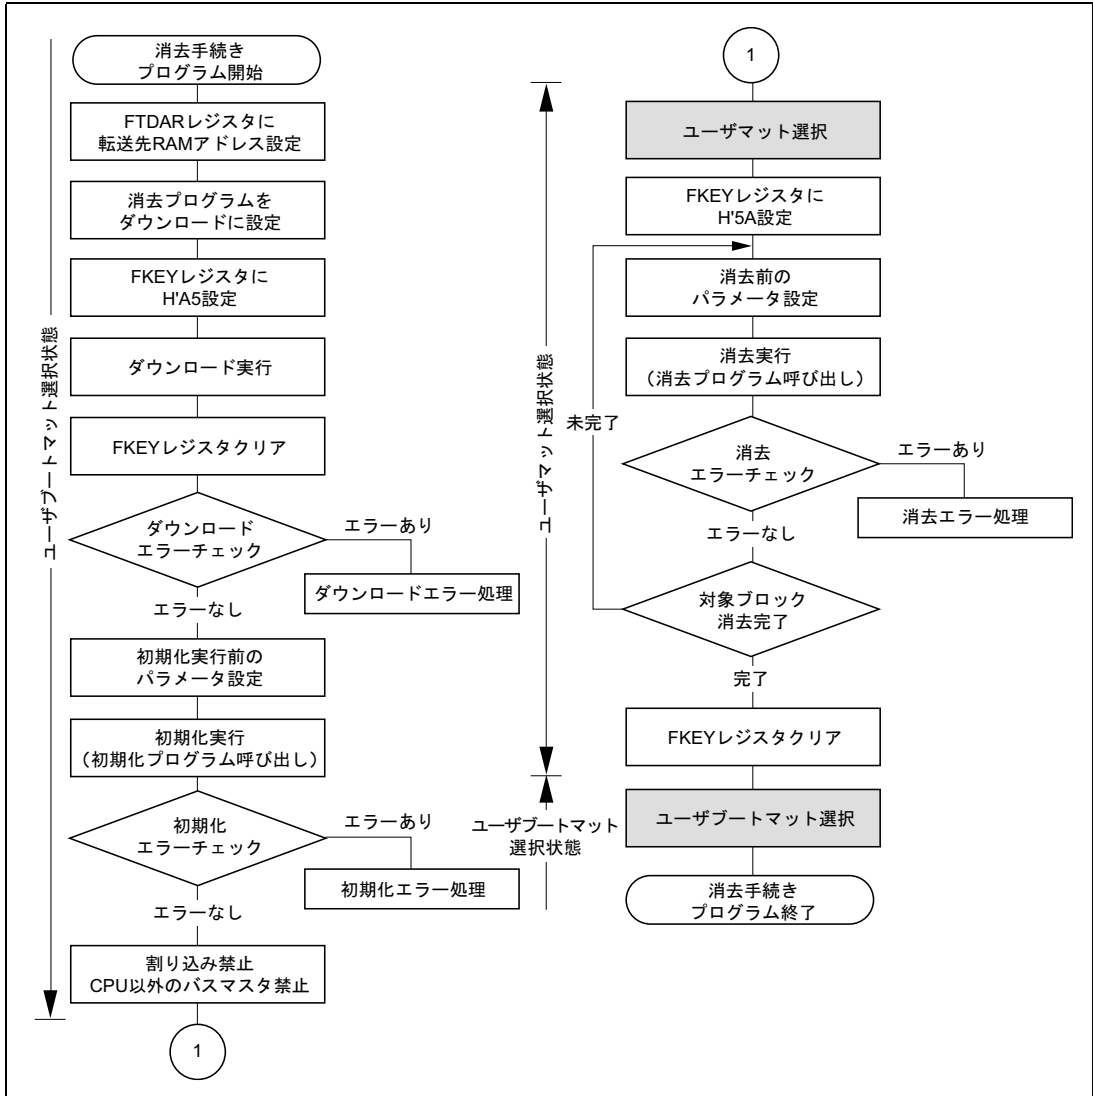 消去手続き
プログラム開始
FTDARレジスタに
転送先RAMアドレス設定
消去プログラムを
ダウンロードに設定
FKEYレジスタに
H'A5設定
ダウンロード実行
FKEYレジスタクリア
ダウンロード
エラーチェック
エラーあり
ダウンロードエラー処理
エラーなし
初期化実行前の
パラメータ設定
初期化実行
（初期化プログラム呼び出し）
初期化
エラーチェック
エラーあり
初期化エラー処理
エラーなし
割り込み禁止
CPU以外のバスマスタ禁止
1
ユーザブートマット選択状態
1
ユーザマット選択
FKEYレジスタに
H'5A設定
消去前の
パラメータ設定
消去実行
（消去プログラム呼び出し）
消去
エラーチェック
エラーあり
消去エラー処理
エラーなし
対象ブロック
消去完了
未完了
完了
FKEYレジスタクリア
ユーザブートマット選択
消去手続き
プログラム終了
ユーザマット選択状態
ユーザブートマット
選択状態